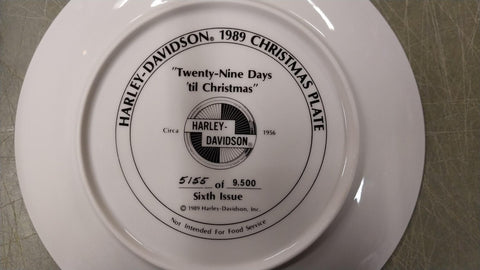 HARLEY-DAVIDSON® 1989 CHRISTMAS PLATE
"Twenty-Nine Days
'til Christmas"
Circa 1956
HARLEY-
DAVIDSON®
5155 of 9.500
Sixth Issue
© 1989 Harley-Davidson, Inc.
Not Intended For Food Service